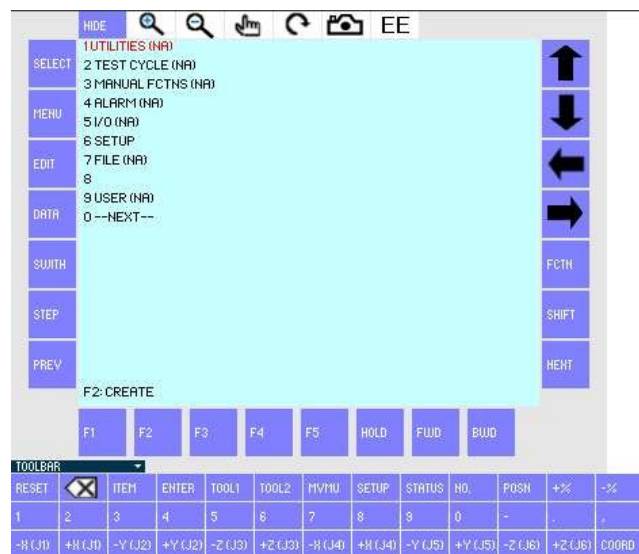 HIDE EE
1 UTILITIES (NA)
SELECT 2 TEST CYCLE (NA)
3 MANUAL FCTNS (NA)
MENU 4 ALARM (NA)
5 I/O (NA)
6 SETUP
EDIT 7 FILE (NA)
8
9 USER (NA)
DATA 0 --NEXT--
SWITH FCTN
STEP SHIFT
PREV NEXT
F2: CREATE
F1 F2 F3 F4 F5 HOLD FWD BWD
TOOLBAR
RESET ITEM ENTER TOOL1 TOOL2 MVMU SETUP STATUS NO. POSN +% -%
1 2 3 4 5 6 7 8 9 0 - . ,
-X (J1) +X (J1) -Y (J2) +Y (J2) -Z (J3) +Z (J3) -X (J4) +X (J4) -Y (J5) +Y (J5) -Z (J6) +Z (J6) COORD